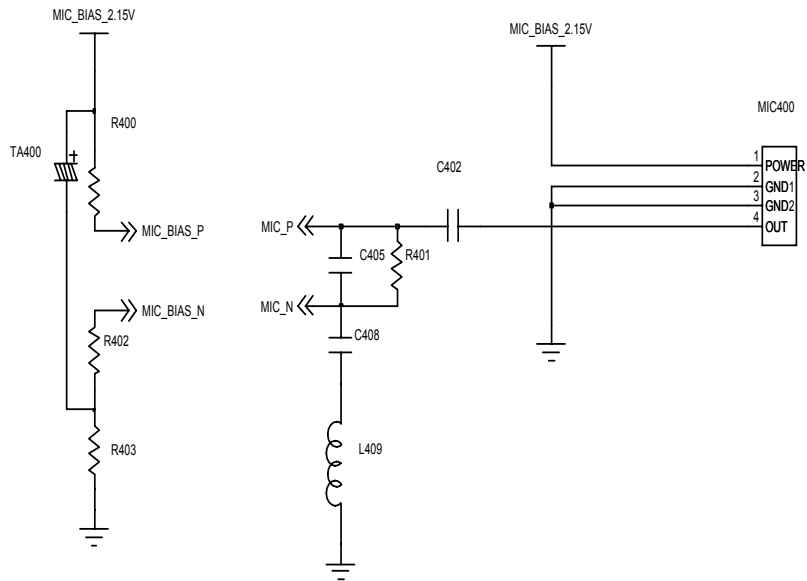 MIC_BIAS_2.15V
R400
TA400
+
MIC_BIAS_P
MIC_BIAS_N
R402
R403
MIC_BIAS_2.15V
MIC400
C402
1
POWER
2
GND1
3
GND2
4
OUT
MIC_P
C405
R401
MIC_N
C408
L409